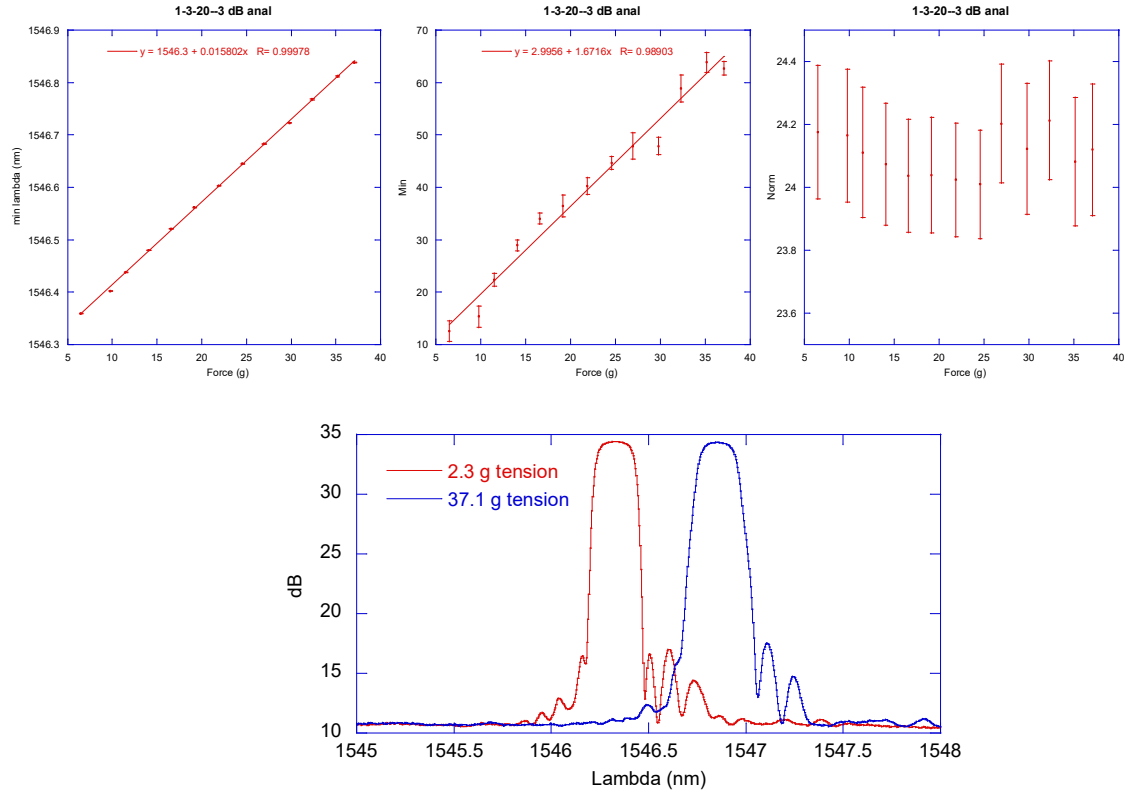 1-3-20--3 dB anal
y = 1546.3 + 0.015802x R= 0.99978
min lambda (nm)
1546.9
1546.8
1546.7
1546.6
1546.5
1546.4
1546.3
5 10 15 20 25 30 35 40
Force (g)
1-3-20--3 dB anal
y = 2.9956 + 1.6716x R= 0.98903
Min
70
60
50
40
30
20
10
5 10 15 20 25 30 35 40
Force (g)
1-3-20--3 dB anal
Norm
24.4
24.2
24
23.8
23.6
5 10 15 20 25 30 35 40
Force (g)
2.3 g tension
37.1 g tension
dB
35
30
25
20
15
10
1545 1545.5 1546 1546.5 1547 1547.5 1548
Lambda (nm)